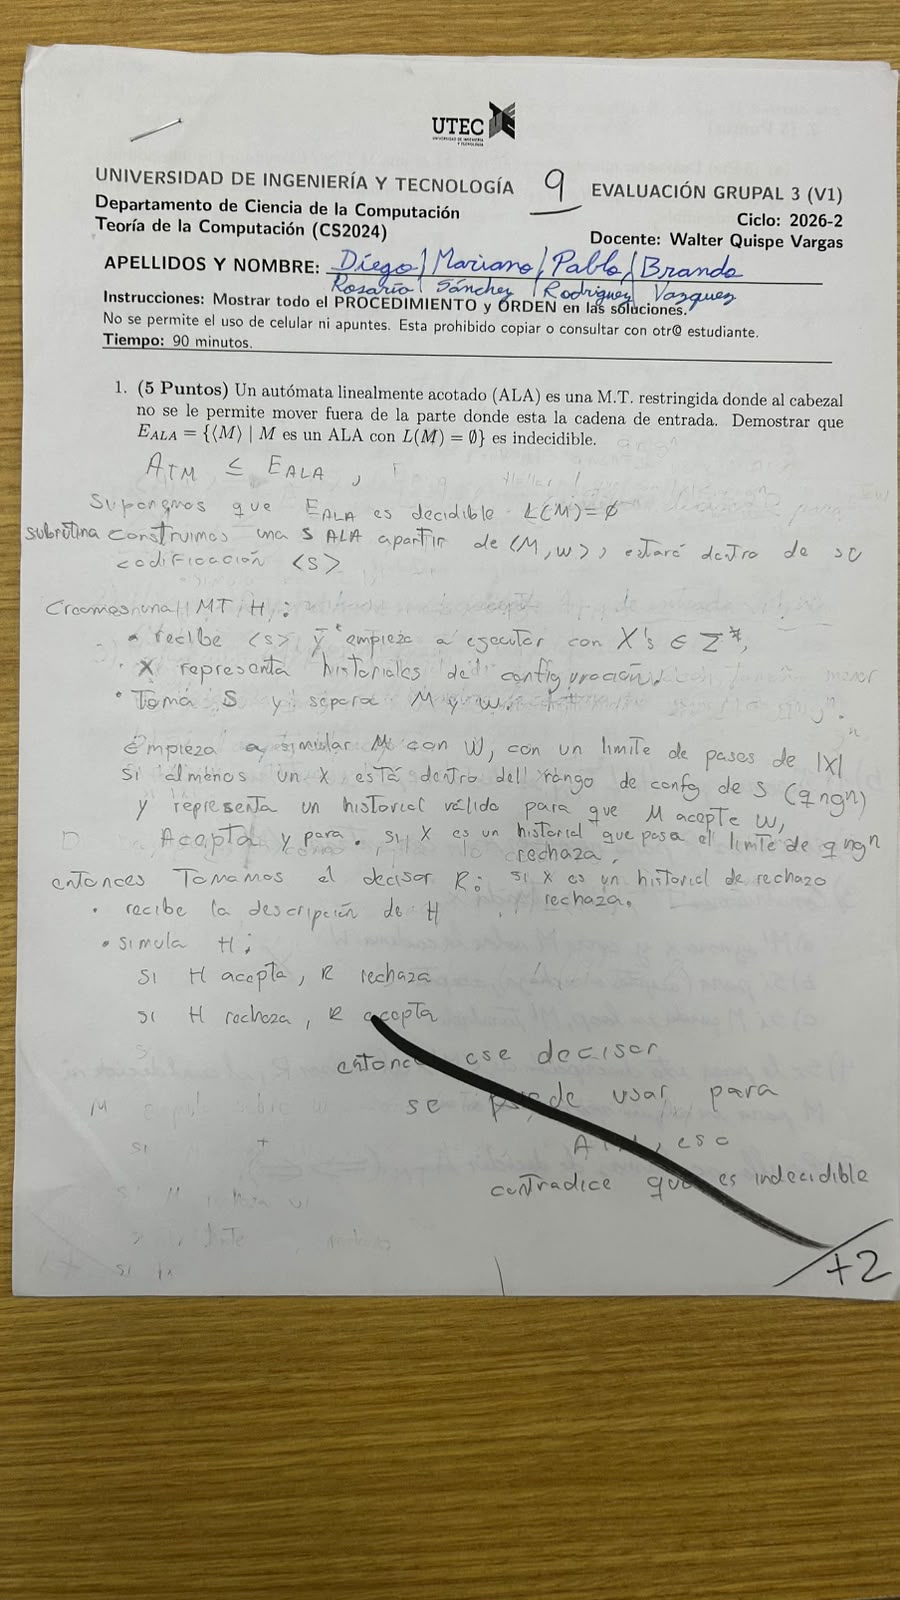 UTEC
UNIVERSIDAD DE INGENIERÍA Y TECNOLOGÍA
UNIVERSIDAD DE INGENIERÍA Y TECNOLOGÍA 9 EVALUACIÓN GRUPAL 3 (V1)
Departamento de Ciencia de la Computación Ciclo: 2026-2
Teoría de la Computación (CS2024) Docente: Walter Quispe Vargas
APELLIDOS Y NOMBRE: Diego / Mariano / Pablo / Brando
Rosario | Sánchez | Rodriguez Vazquez
Instrucciones: Mostrar todo el PROCEDIMIENTO y ORDEN en las soluciones.
No se permite el uso de celular ni apuntes. Esta prohibido copiar o consultar con otr@ estudiante.
Tiempo: 90 minutos.
1. (5 Puntos) Un autómata linealmente acotado (ALA) es una M.T. restringida donde al cabezal
no se le permite mover fuera de la parte donde esta la cadena de entrada. Demostrar que
E_ALA = {⟨M⟩ | M es un ALA con L(M) = ∅} es indecidible.
A_TM ≤ E_ALA ,
Supongmos que E_ALA es decidible L(M)=∅
subrutina construimos una S ALA apartir de ⟨M,w⟩, estará dentro de su
codificación ⟨S⟩
Creamos una MT H :
• recibe ⟨S⟩ y empieza a ejecutar con X's ∈ Σ*,
• X representa historiales de configuración.
• Toma S y separa M y w.
Empieza a simular M con W, con un limite de pases de |X|
si almenos un X está dentro del rango de config de S (q n g^n)
y representa un historial válido para que M acepte w,
Acepta y para. si X es un historial que pasa el limite de q n g^n
rechaza,
entonces Tomamos el decisor R: si X es un historial de rechazo
rechaza.
• recibe la descripción de H
• simula H:
si H acepta, R rechaza
si H rechaza, R acepta
entonces ese decisor
se puede usar para
ATM, eso
contradice que es indecidible
+2